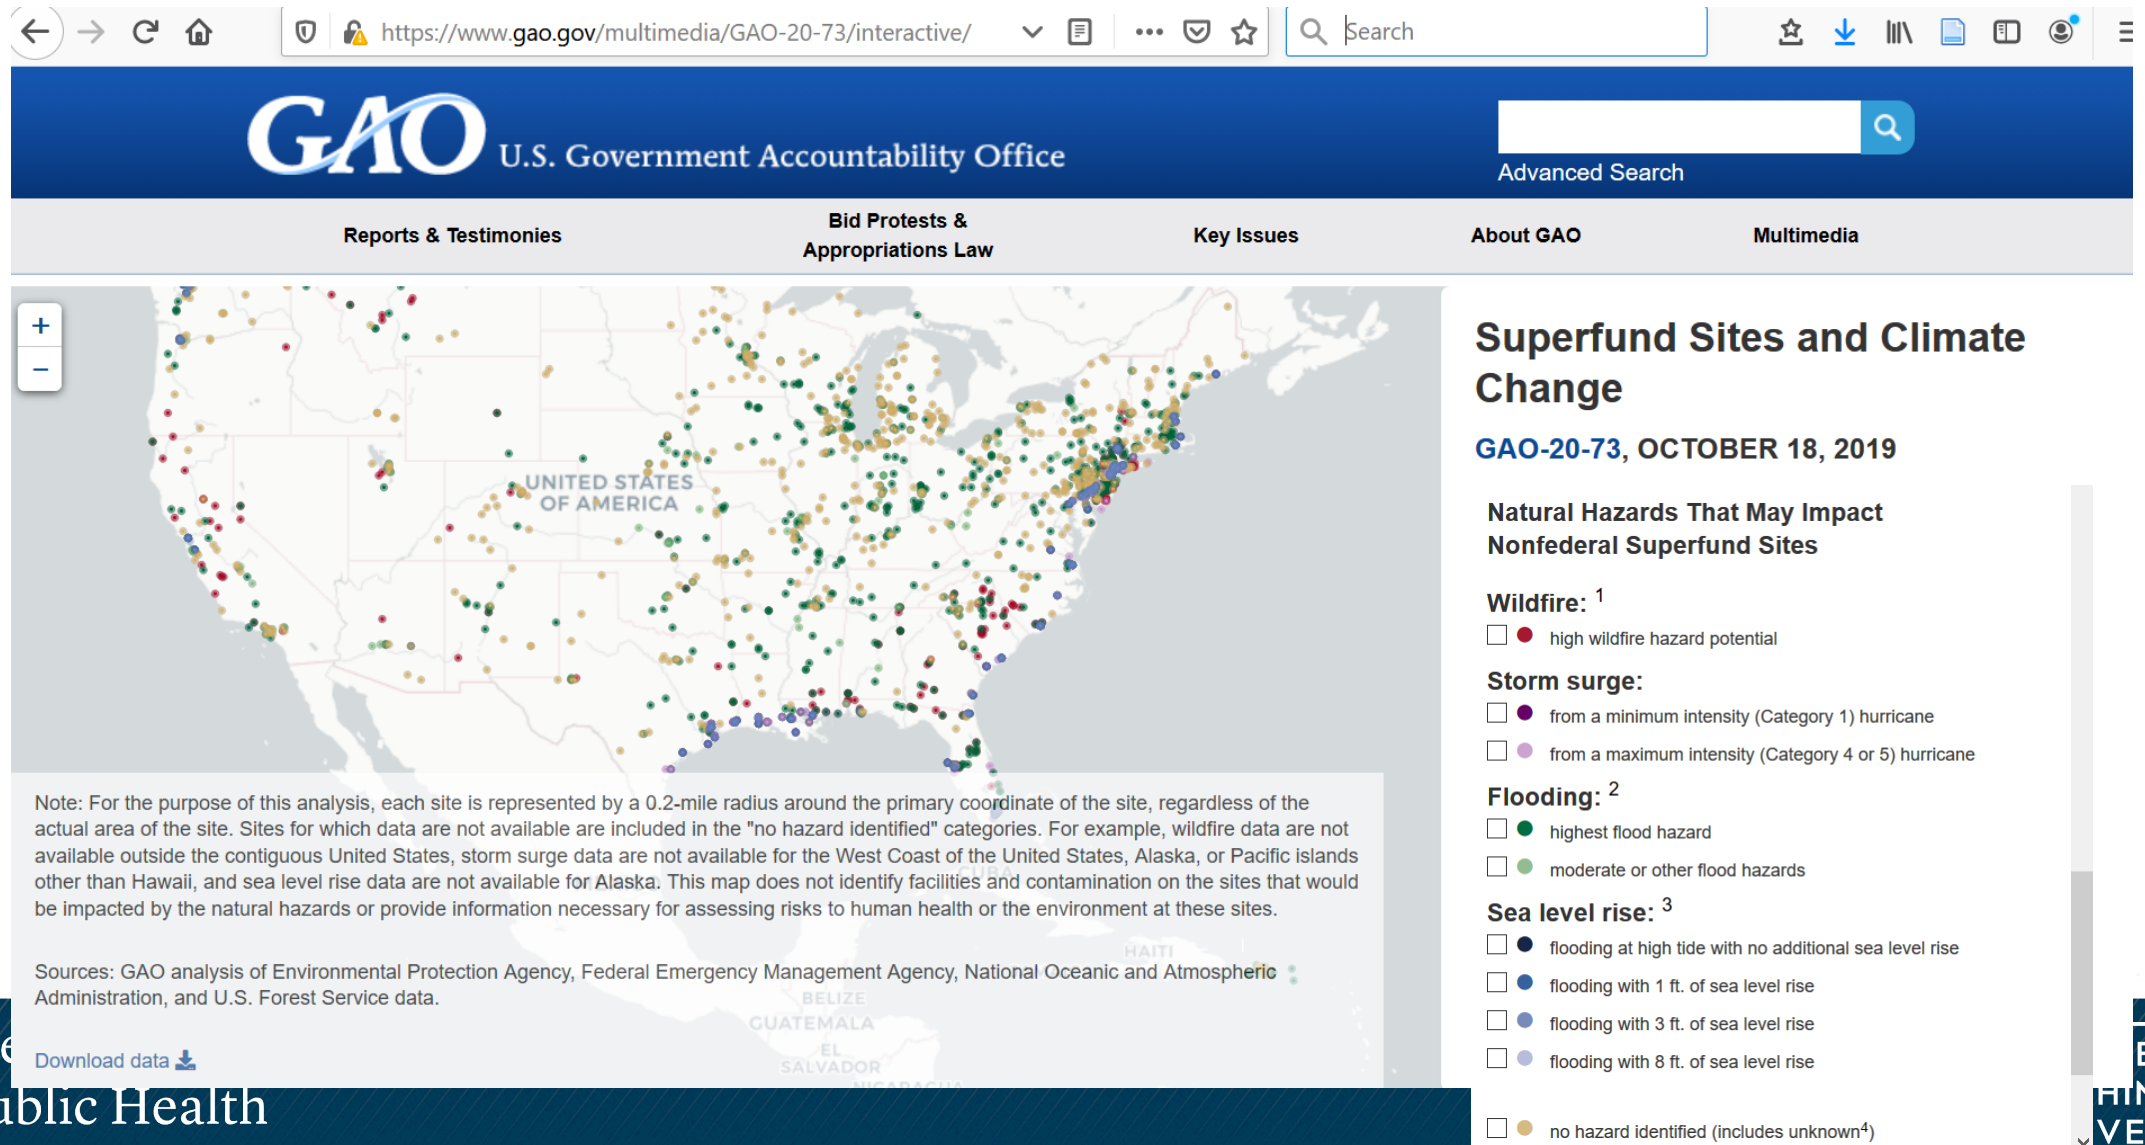 https://www.gao.gov/multimedia/GAO-20-73/interactive/
Search
GAO U.S. Government Accountability Office
Advanced Search
Reports & Testimonies
Bid Protests &
Appropriations Law
Key Issues
About GAO
Multimedia
+
−
UNITED STATES
OF AMERICA
Superfund Sites and Climate
Change
GAO-20-73, OCTOBER 18, 2019
Natural Hazards That May Impact
Nonfederal Superfund Sites
Wildfire: 1
high wildfire hazard potential
Storm surge:
from a minimum intensity (Category 1) hurricane
from a maximum intensity (Category 4 or 5) hurricane
Flooding: 2
highest flood hazard
moderate or other flood hazards
Sea level rise: 3
flooding at high tide with no additional sea level rise
flooding with 1 ft. of sea level rise
flooding with 3 ft. of sea level rise
flooding with 8 ft. of sea level rise
no hazard identified (includes unknown4)
Note: For the purpose of this analysis, each site is represented by a 0.2-mile radius around the primary coordinate of the site, regardless of the
actual area of the site. Sites for which data are not available are included in the "no hazard identified" categories. For example, wildfire data are not
available outside the contiguous United States, storm surge data are not available for the West Coast of the United States, Alaska, or Pacific islands
other than Hawaii, and sea level rise data are not available for Alaska. This map does not identify facilities and contamination on the sites that would
be impacted by the natural hazards or provide information necessary for assessing risks to human health or the environment at these sites.
CUBA
HAITI
Sources: GAO analysis of Environmental Protection Agency, Federal Emergency Management Agency, National Oceanic and Atmospheric
Administration, and U.S. Forest Service data.
BELIZE
GUATEMALA
EL
SALVADOR
NICARAGUA
Download data
ublic Health